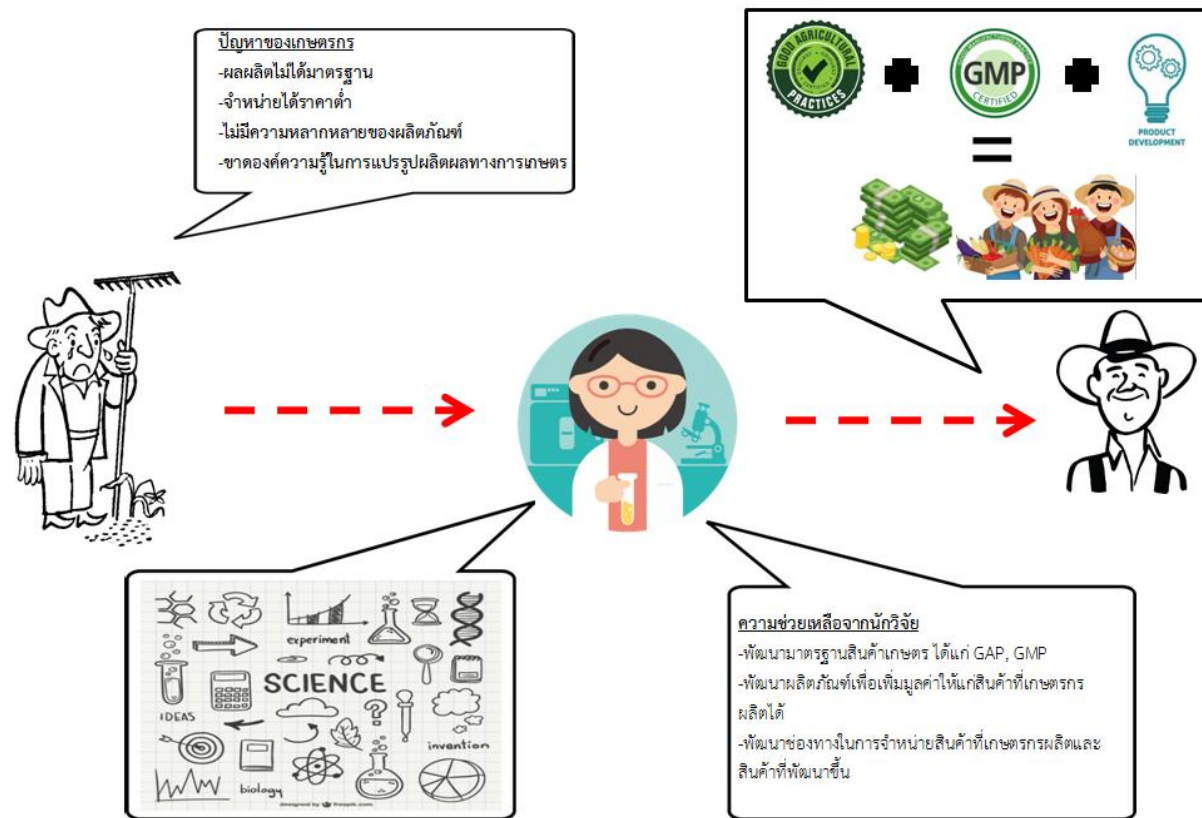 ปัญหาของเกษตรกร
-ผลผลิตไม่ได้มาตรฐาน
-จำหน่ายได้ราคาต่ำ
-ไม่มีความหลากหลายของผลิตภัณฑ์
-ขาดองค์ความรู้ในการแปรรูปผลิตผลทางการเกษตร
GOOD AGRICULTURAL
PRACTICES
GMP
CERTIFIED
PRODUCT
DEVELOPMENT
=
experiment
SCIENCE
IDEAS
?
invention
biology
designed by freepik.com
ความช่วยเหลือจากนักวิจัย
-พัฒนามาตรฐานสินค้าเกษตร ได้แก่ GAP, GMP
-พัฒนาผลิตภัณฑ์เพื่อเพิ่มมูลค่าให้แก่สินค้าที่เกษตรกร
ผลิตได้
-พัฒนาช่องทางในการจำหน่ายสินค้าที่เกษตรกรผลิตและ
สินค้าที่พัฒนาขึ้น